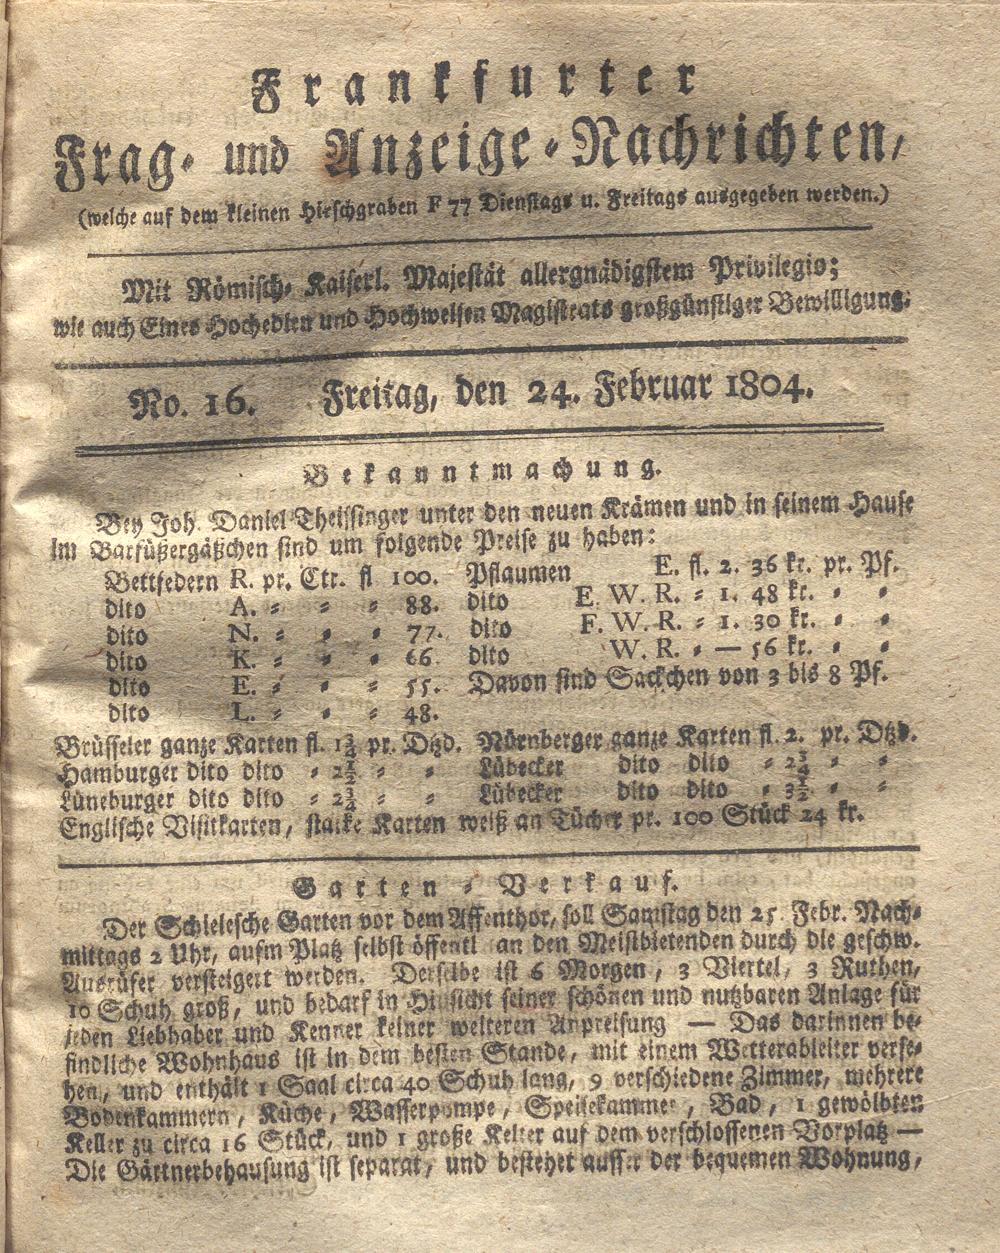 Frankfurter
Frag- und Anzeige-Nachrichten,
(welche auf dem kleinen Hirschgraben F 77 Dienstags u. Freitags ausgegeben werden.)
Mit Römisch- Kaiserl. Majestät allergnädigstem Privilegio;
wie auch Eines Hochedlen und Hochweisen Magistrats großgünstiger Bewilligung.
No. 16. Freitag, den 24. Februar 1804.
Bekanntmachung.
Bey Joh. Daniel Theissinger unter den neuen Krämen und in seinem Hause
im Barfüßergäßchen sind um folgende Preise zu haben:
Bettfedern R. pr. Ctr. fl 100. Pflaumen E. fl. 2. 36 kr. pr. Pf.
dito A. = = = 88. dito E. W. R. = 1. 48 kr. = =
dito N. = = = 77. dito F. W. R. = 1. 30 kr. = =
dito K. = = = 66. dito W. R. = — 56 kr. = =
dito E. = = = 55. Davon sind Säckchen von 3 bis 8 Pf.
dito L. = = = 48.
Brüsseler ganze Karten fl. 1¾ pr. Dtzd. Nörnberger ganze Karten fl. 2. pr. Dtzd.
Hamburger dito dito = 2½ = = Lübecker dito dito = 2¾ = =
Lüneburger dito dito = 2¾ = = Lübecker dito dito = 3½ = =
Englische Visitkarten, starke Karten weiß an Tücher pr. 100 Stück 24 kr.
Garten = Verkauf.
Der Schielesche Garten vor dem Affenthor, soll Samstag den 25. Febr. Nach=
mittags 2 Uhr, aufm Platz selbst öffentl. an den Meistbietenden durch die geschw.
Ausrüfer versteigert werden. Derselbe ist 6 Morgen, 3 Viertel, 3 Ruthen,
10 Schuh groß, und bedarf in Hinsicht seiner schönen und nutzbaren Anlage für
jeden Liebhaber und Kenner keiner weiteren Anpreisung — Das darinnen be=
findliche Wohnhaus ist in dem besten Stande, mit einem Wetterableiter verse=
hen, und enthält 1 Saal circa 40 Schuh lang, 9 verschiedene Zimmer, mehrere
Bodenkammern, Küche, Wasserpompe, Speisekammer, Bad, 1 gewölbten
Keller zu circa 16 Stück, und 1 große Kelter auf dem verschlossenen Vorplatz —
Die Gärtnerbehausung ist separat, und bestehet ausser der bequemen Wohnung,